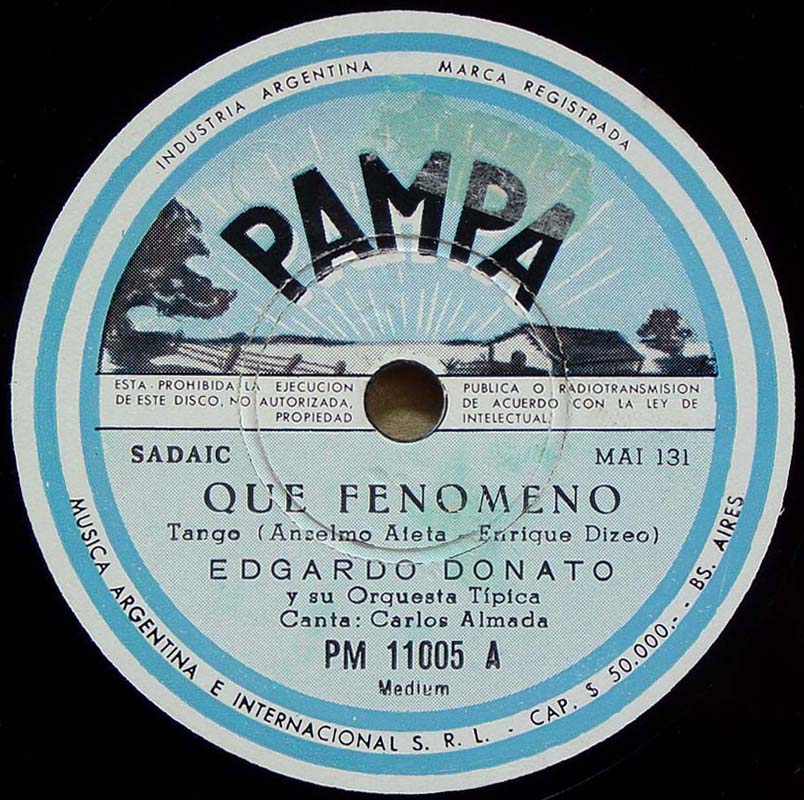 INDUSTRIA ARGENTINA MARCA REGISTRADA
PAMPA
ESTA PROHIBIDA LA EJECUCION PUBLICA O RADIOTRANSMISION
DE ESTE DISCO, NO AUTORIZADA, DE ACUERDO CON LA LEY DE
PROPIEDAD INTELECTUAL
SADAIC MAI 131
QUE FENOMENO
Tango (Anselmo Aieta - Enrique Dizeo)
EDGARDO DONATO
y su Orquesta Típica
Canta: Carlos Almada
PM 11005 A
Medium
MUSICA ARGENTINA E INTERNACIONAL S. R. L. - CAP. $ 50.000.- - BS. AIRES